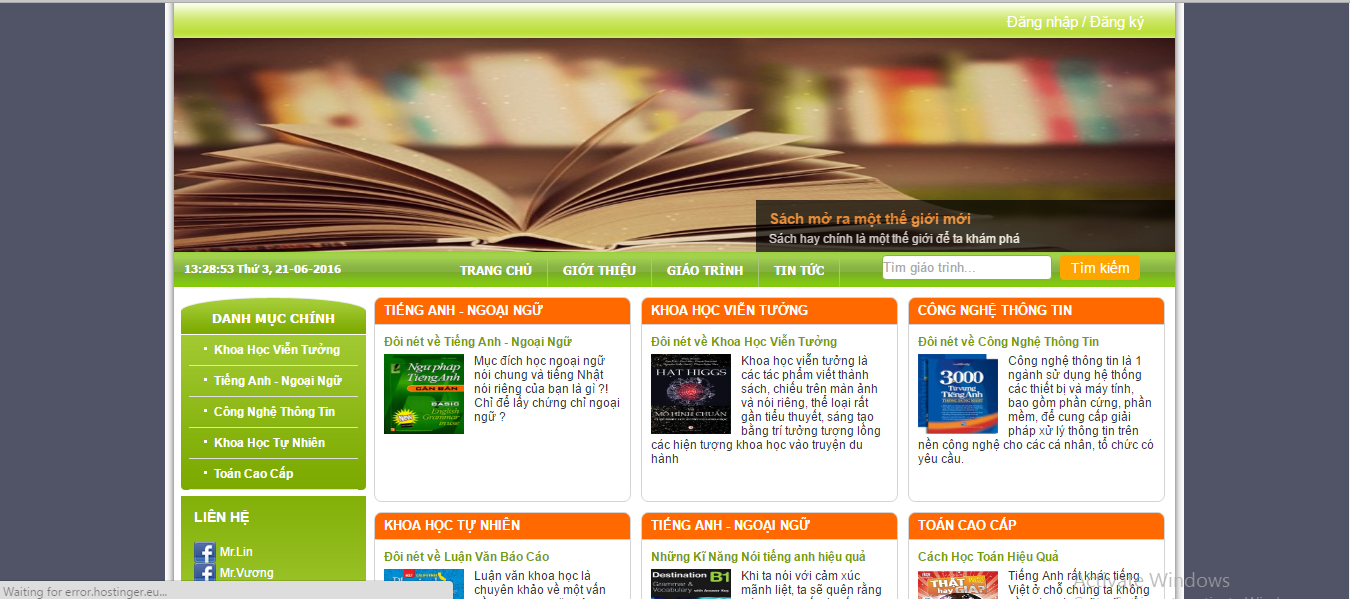 Đăng nhập / Đăng ký
Sách mở ra một thế giới mới
Sách hay chính là một thế giới để ta khám phá
13:28:53 Thứ 3, 21-06-2016
TRANG CHỦ
GIỚI THIỆU
GIÁO TRÌNH
TIN TỨC
Tìm giáo trình...
Tìm kiếm
DANH MỤC CHÍNH
Khoa Học Viễn Tưởng
Tiếng Anh - Ngoại Ngữ
Công Nghệ Thông Tin
Khoa Học Tự Nhiên
Toán Cao Cấp
LIÊN HỆ
Mr.Lin
Mr.Vương
TIẾNG ANH - NGOẠI NGỮ
Đôi nét về Tiếng Anh - Ngoại Ngữ
Ngữ pháp
Tiếng Anh
CĂN BẢN
BASIC
English
Grammar
in use
Mục đích học ngoại ngữ
nói chung và tiếng Nhật
nói riêng của bạn là gì ?!
Chỉ để lấy chứng chỉ ngoại
ngữ ?
KHOA HỌC VIỄN TƯỞNG
Đôi nét về Khoa Học Viễn Tưởng
HẠT HIGGS
MÔ HÌNH CHUẨN
Khoa học viễn tưởng là
các tác phẩm viết thành
sách, chiếu trên màn ảnh
và nói riêng, thể loại rất
gần tiểu thuyết, sáng tạo
bằng trí tưởng tượng lồng
các hiện tượng khoa học vào truyện du
hành
CÔNG NGHỆ THÔNG TIN
Đôi nét về Công Nghệ Thông Tin
3000
Từ vựng
Tiếng Anh
Công nghệ thông tin là 1
ngành sử dụng hệ thống
các thiết bị và máy tính,
bao gồm phần cứng, phần
mềm, để cung cấp giải
pháp xử lý thông tin trên
nền công nghệ cho các cá nhân, tổ chức có
yêu cầu.
KHOA HỌC TỰ NHIÊN
Đôi nét về Luận Văn Báo Cáo
Luận văn khoa học là
chuyên khảo về một vấn
TIẾNG ANH - NGOẠI NGỮ
Những Kĩ Năng Nói tiếng anh hiệu quả
Destination B1
Grammar &
Vocabulary with Answer Key
Khi ta nói với cảm xúc
mãnh liệt, ta sẽ quên rằng
TOÁN CAO CẤP
Cách Học Toán Hiệu Quả
THẬT
hay GIẢ?
Tiếng Anh rất khác tiếng
Việt ở chỗ chúng ta không
Activate Windows
Waiting for error.hostinger.eu...